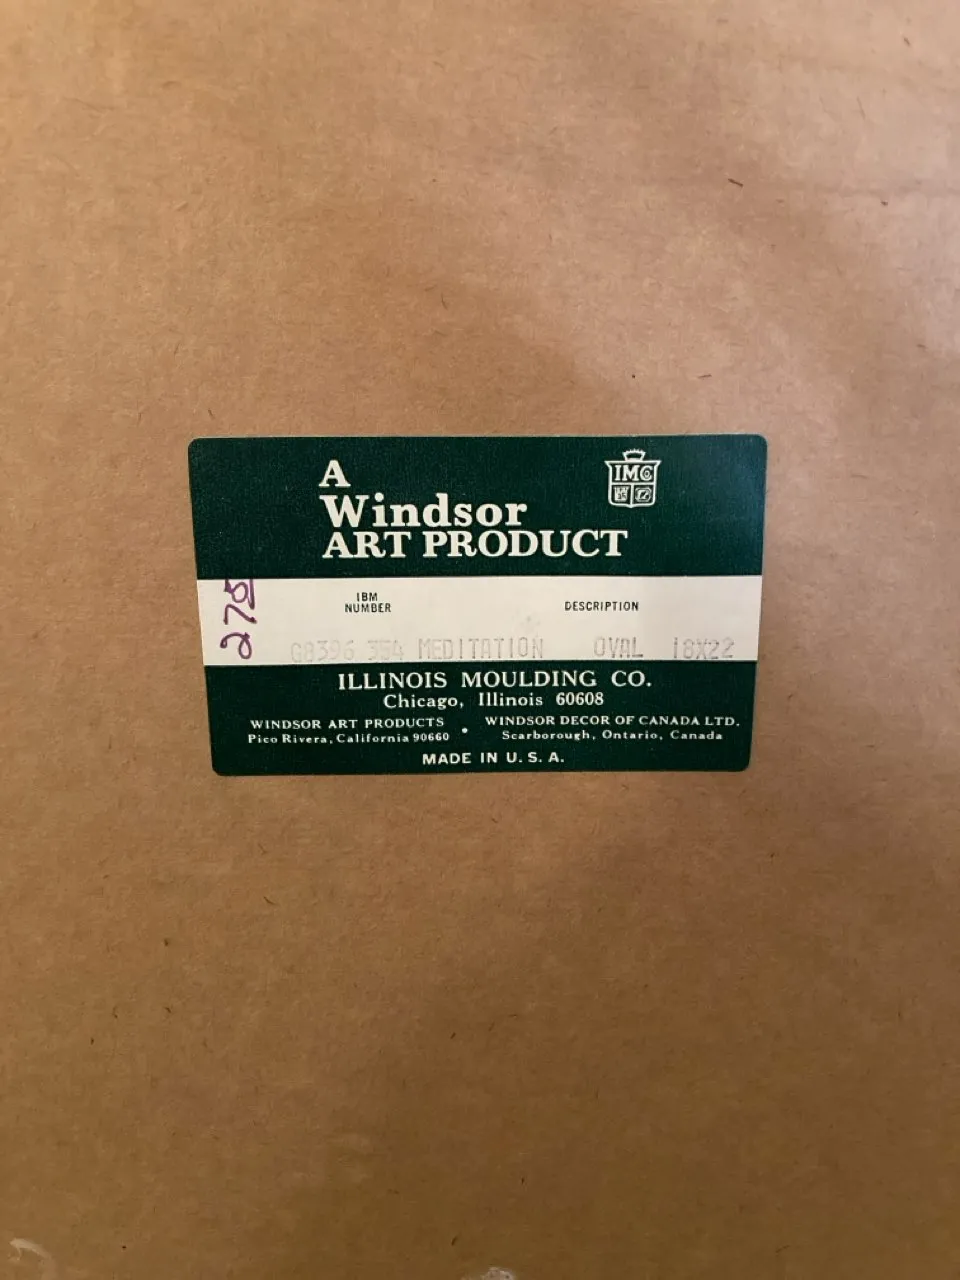 A
Windsor
ART PRODUCT
IMC
275
IBM
NUMBER
DESCRIPTION
G8396 354 MEDITATION OVAL 18X22
ILLINOIS MOULDING CO.
Chicago, Illinois 60608
WINDSOR ART PRODUCTS • WINDSOR DECOR OF CANADA LTD.
Pico Rivera, California 90660 Scarborough, Ontario, Canada
MADE IN U.S.A.